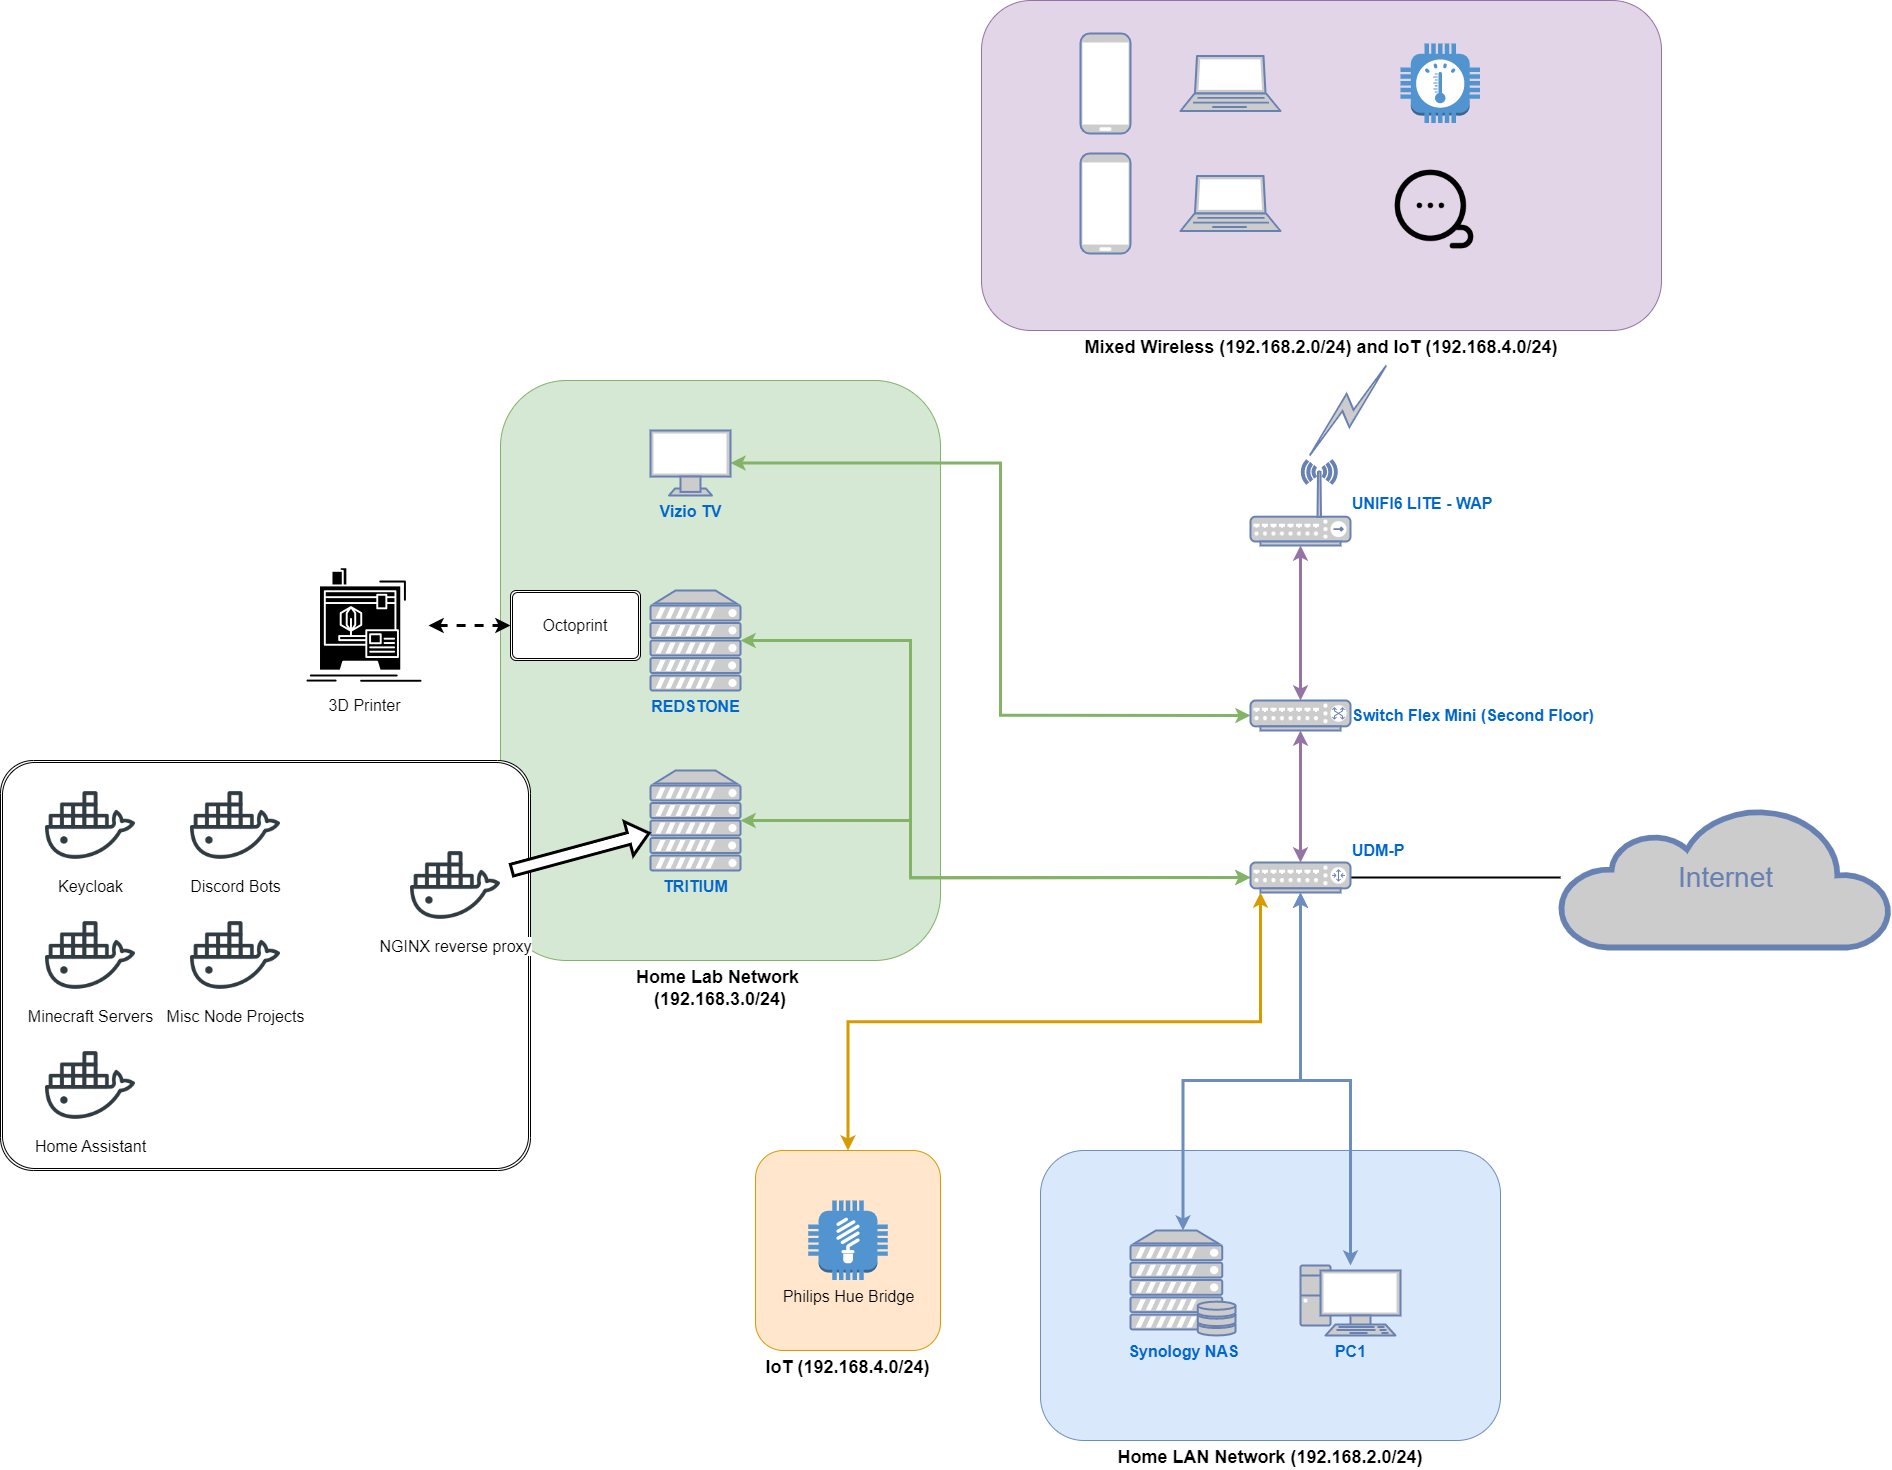 Mixed Wireless (192.168.2.0/24) and IoT (192.168.4.0/24)
Vizio TV
UNIFI6 LITE - WAP
Octoprint
REDSTONE
3D Printer
Switch Flex Mini (Second Floor)
Keycloak
Discord Bots
TRITIUM
NGINX reverse proxy
UDM-P
Internet
Minecraft Servers
Misc Node Projects
Home Assistant
Home Lab Network
(192.168.3.0/24)
Philips Hue Bridge
IoT (192.168.4.0/24)
Synology NAS
PC1
Home LAN Network (192.168.2.0/24)